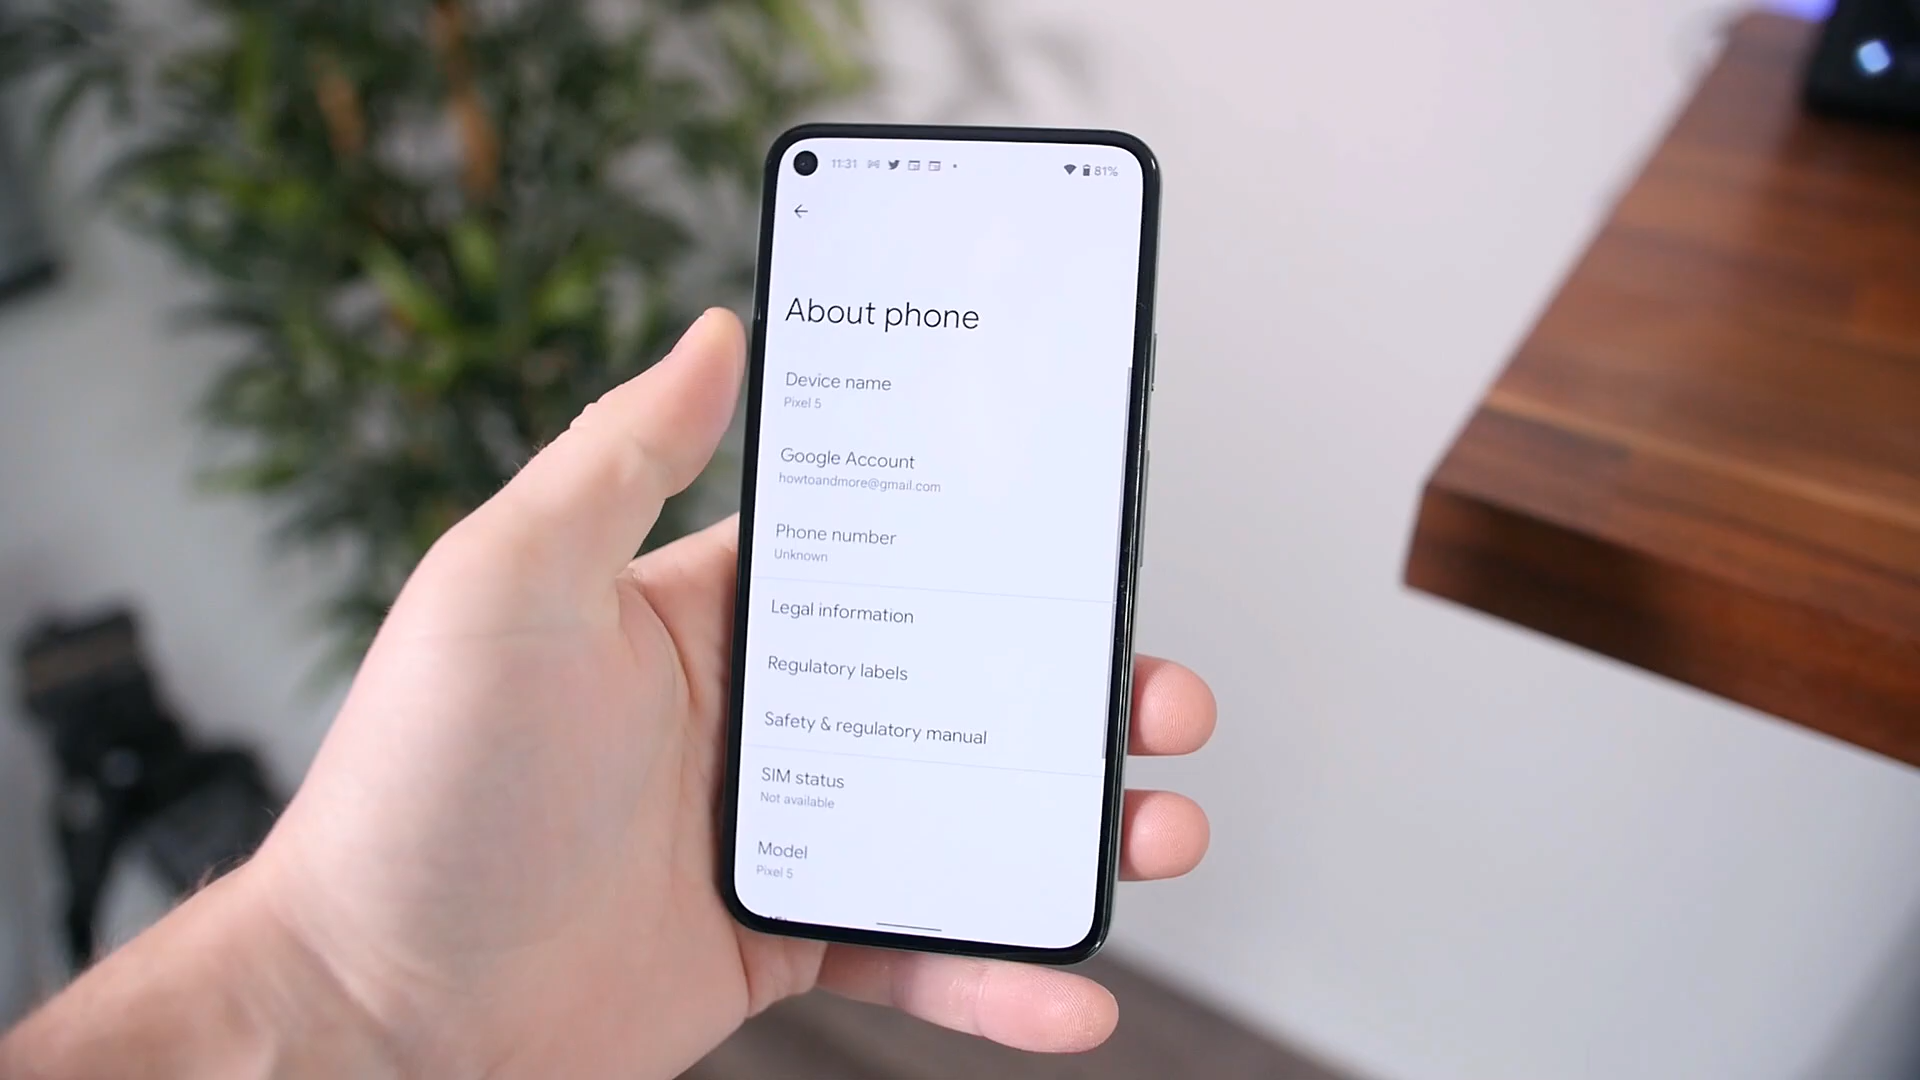 11:31 81%
About phone
Device name
Pixel 5
Google Account
howtoandmore@gmail.com
Phone number
Unknown
Legal information
Regulatory labels
Safety & regulatory manual
SIM status
Not available
Model
Pixel 5